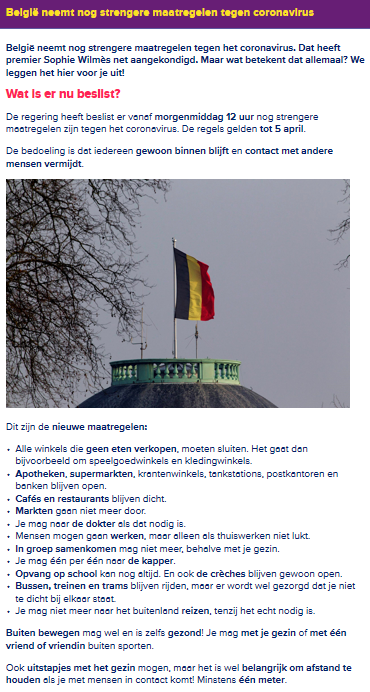 België neemt nog strengere maatregelen tegen coronavirus
België neemt nog strengere maatregelen tegen het coronavirus. Dat heeft
premier Sophie Wilmès net aangekondigd. Maar wat betekent dat allemaal? We
leggen het hier voor je uit!
Wat is er nu beslist?
De regering heeft beslist er vanaf morgenmiddag 12 uur nog strengere
maatregelen zijn tegen het coronavirus. De regels gelden tot 5 april.
De bedoeling is dat iedereen gewoon binnen blijft en contact met andere
mensen vermijdt.
Dit zijn de nieuwe maatregelen:
• Alle winkels die geen eten verkopen, moeten sluiten. Het gaat dan
bijvoorbeeld om speelgoedwinkels en kledingwinkels.
• Apotheken, supermarkten, krantenwinkels, tankstations, postkantoren en
banken blijven open.
• Cafés en restaurants blijven dicht.
• Markten gaan niet meer door.
• Je mag naar de dokter als dat nodig is.
• Mensen mogen gaan werken, maar alleen als thuiswerken niet lukt.
• In groep samenkomen mag niet meer, behalve met je gezin.
• Je mag één per één naar de kapper.
• Opvang op school kan nog altijd. En ook de crèches blijven gewoon open.
• Bussen, treinen en trams blijven rijden, maar er wordt wel gezorgd dat je niet
te dicht bij elkaar staat.
• Je mag niet meer naar het buitenland reizen, tenzij het echt nodig is.
Buiten bewegen mag wel en is zelfs gezond! Je mag met je gezin of met één
vriend of vriendin buiten sporten.
Ook uitstapjes met het gezin mogen, maar het is wel belangrijk om afstand te
houden als je met mensen in contact komt! Minstens één meter.